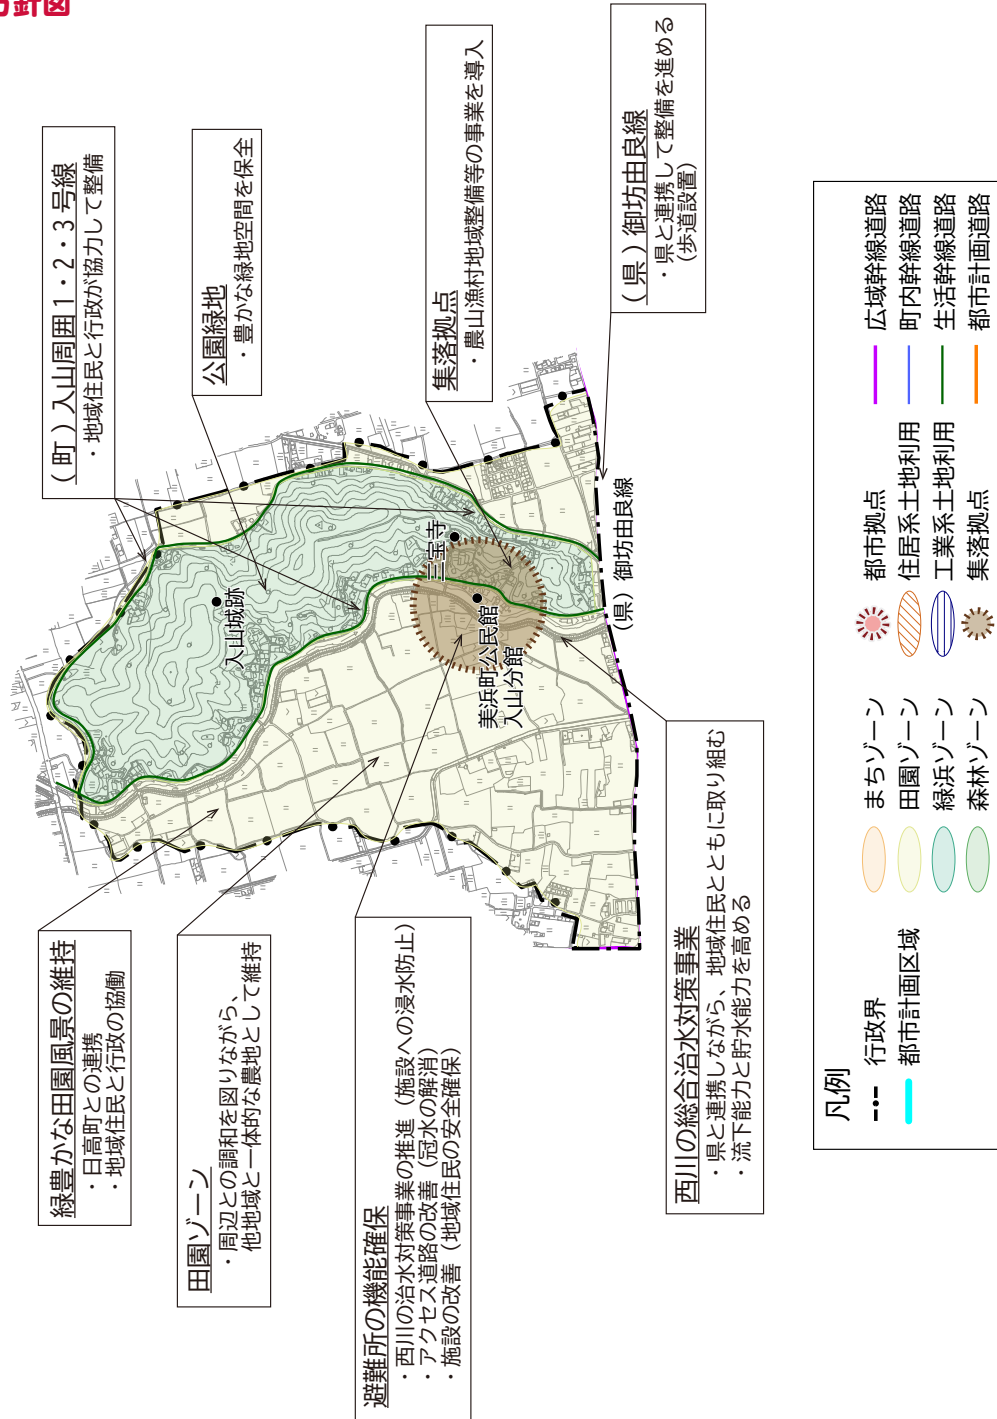 方針図
緑豊かな田園風景の維持
・日高町との連携
・地域住民と行政の協働
田園ゾーン
・周辺との調和を図りながら、
他地域と一体的な農地として維持
避難所の機能確保
・西川の治水対策事業の推進（施設への浸水防止）
・アクセス道路の改善（冠水の解消）
・施設の改善（地域住民の安全確保）
西川の総合治水対策事業
・県と連携しながら、地域住民とともに取り組む
・流下能力と貯水能力を高める
（町）入山周囲1・2・3号線
・地域住民と行政が協力して整備
公園緑地
・豊かな緑地空間を保全
集落拠点
・農山漁村地域整備等の事業を導入
（県）御坊由良線
・県と連携して整備を進める
（歩道設置）
入山城跡
三宝寺
美浜町公民館
入山分館
(県）御坊由良線
凡例
行政界
都市計画区域
まちゾーン
田園ゾーン
緑浜ゾーン
森林ゾーン
都市拠点
住居系土地利用
工業系土地利用
集落拠点
広域幹線道路
町内幹線道路
生活幹線道路
都市計画道路